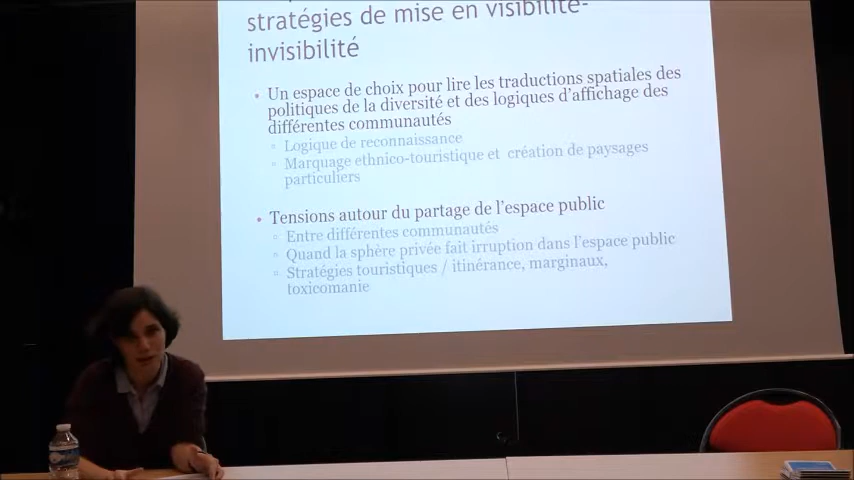 stratégies de mise en visibilité-
invisibilité
• Un espace de choix pour lire les traductions spatiales des
politiques de la diversité et des logiques d'affichage des
différentes communautés
▫ Logique de reconnaissance
▫ Marquage ethnico-touristique et création de paysages
particuliers
• Tensions autour du partage de l'espace public
▫ Entre différentes communautés
▫ Quand la sphère privée fait irruption dans l'espace public
▫ Stratégies touristiques / itinérance, marginaux,
toxicomanie